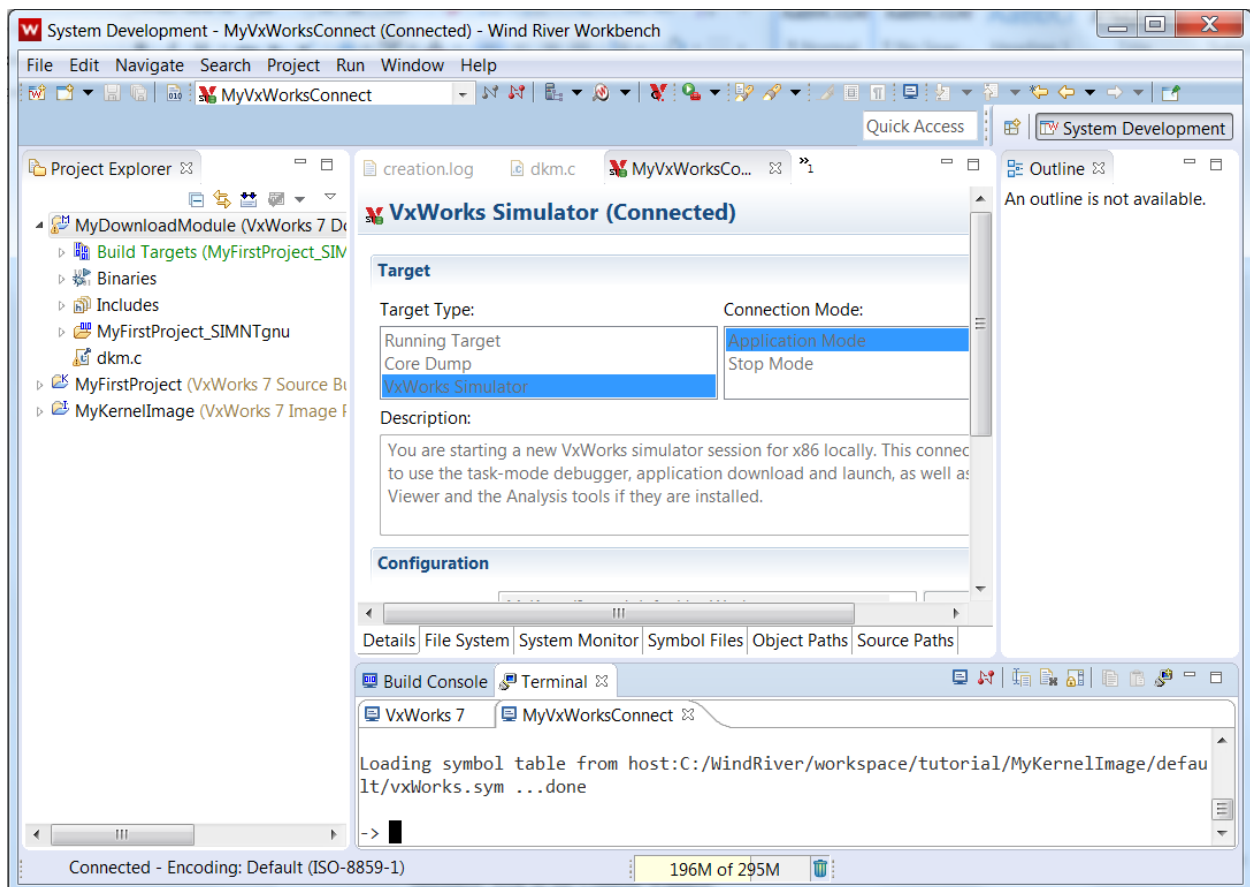 System Development - MyVxWorksConnect (Connected) - Wind River Workbench
File Edit Navigate Search Project Run Window Help
MyVxWorksConnect
Quick Access
System Development
Project Explorer
MyDownloadModule (VxWorks 7 Do
Build Targets (MyFirstProject_SIM
Binaries
Includes
MyFirstProject_SIMNTgnu
dkm.c
MyFirstProject (VxWorks 7 Source Bu
MyKernelImage (VxWorks 7 Image P
creation.log dkm.c MyVxWorksCo... »1
VxWorks Simulator (Connected)
Target
Target Type: Connection Mode:
Running Target
Core Dump
VxWorks Simulator
Application Mode
Stop Mode
Description:
You are starting a new VxWorks simulator session for x86 locally. This connec
to use the task-mode debugger, application download and launch, as well as
Viewer and the Analysis tools if they are installed.
Configuration
Details File System System Monitor Symbol Files Object Paths Source Paths
Outline
An outline is not available.
Build Console Terminal
VxWorks 7 MyVxWorksConnect
Loading symbol table from host:C:/WindRiver/workspace/tutorial/MyKernelImage/defau
lt/vxWorks.sym ...done
->
Connected - Encoding: Default (ISO-8859-1)
196M of 295M